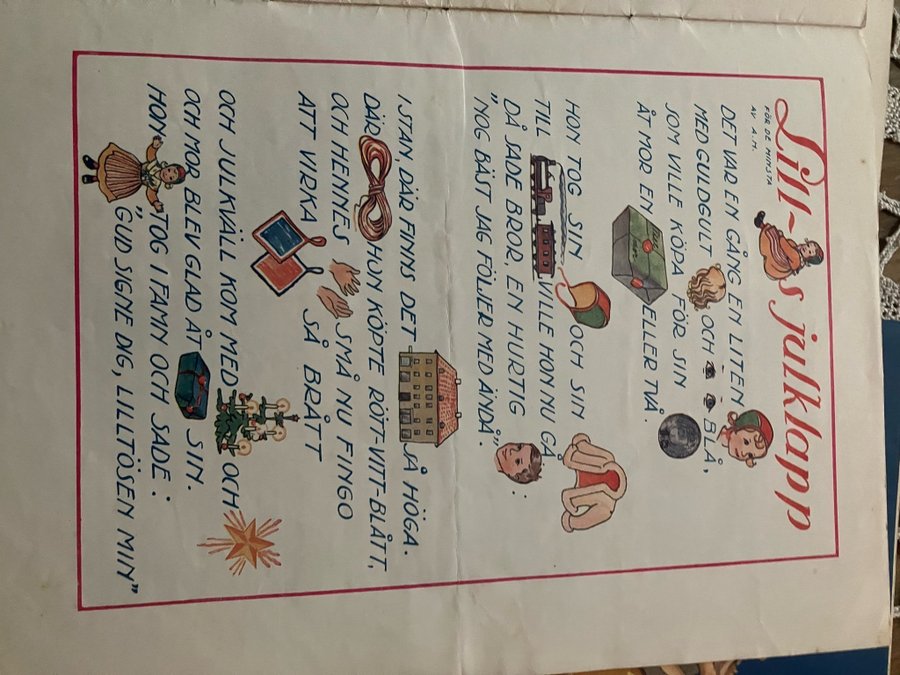 Lill- s julklapp
FÖR DE MINSTA
AV A.M.
DET VAR EN GÅNG EN LITEN
MED GULDGULT OCH BLÅ,
SOM VILLE KÖPA FÖR SIN
ÅT MOR EN ELLER TVÅ.
HON TOG SIN OCH SIN
TILL VILLE HON NU GÅ.
DÅ SADE BROR, EN HURTIG :
"NOG BÄST JAG FÖLJER MED ÄNDÅ".
I STAN, DÄR FINNS DET SÅ HÖGA.
DÄR HON KÖPTE RÖTT-VITT-BLÅTT,
OCH HENNES SMÅ NU FINGO
ATT VIRKA SÅ BRÅTT
OCH JULKVÄLL KOM MED OCH
OCH MOR BLEV GLAD ÅT SIN.
HON TOG I FAMN OCH SADE:
"GUD SIGNE DIG, LILLTÖSEN MIN"